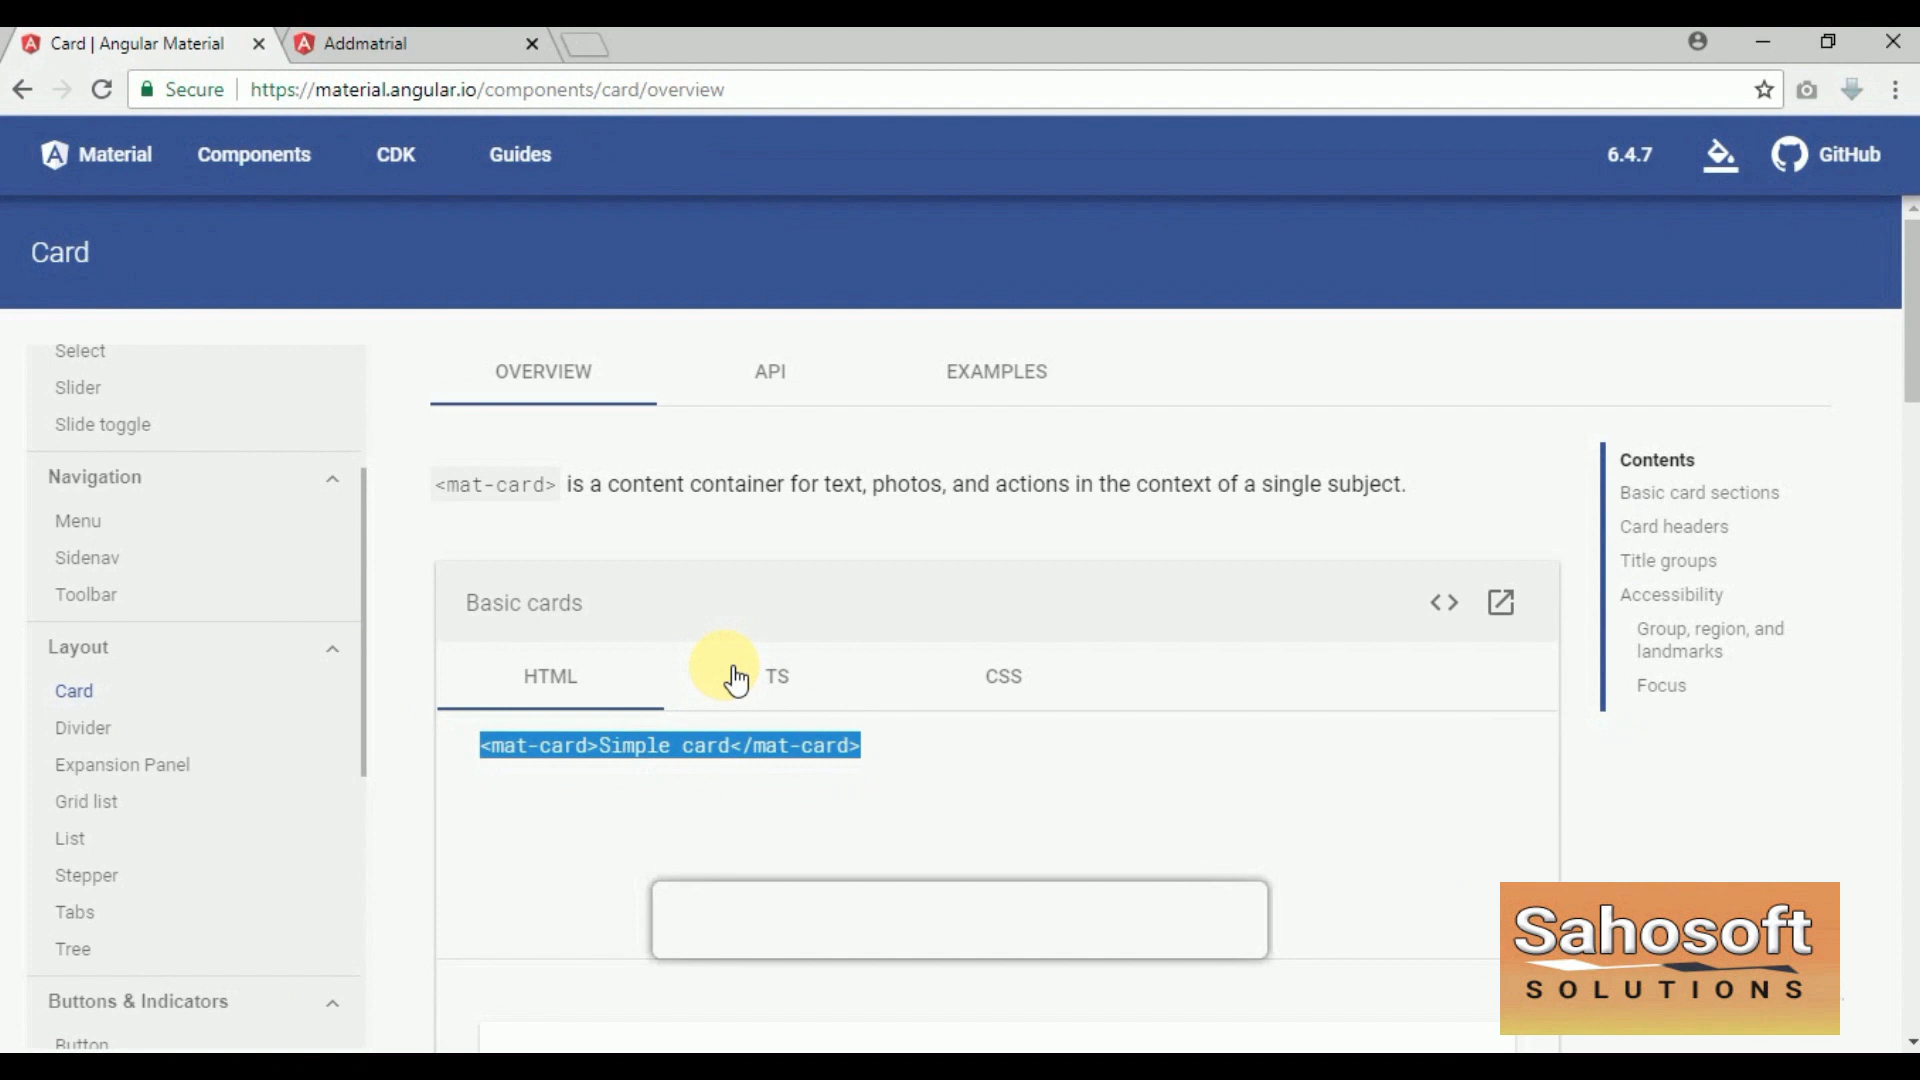 Card | Angular Material
Addmatrial
Secure
https://material.angular.io/components/card/overview
Material
Components
CDK
Guides
6.4.7
GitHub
Card
Select
Slider
Slide toggle
Navigation
Menu
Sidenav
Toolbar
Layout
Card
Divider
Expansion Panel
Grid list
List
Stepper
Tabs
Tree
Buttons & Indicators
Button
OVERVIEW
API
EXAMPLES
<mat-card> is a content container for text, photos, and actions in the context of a single subject.
Basic cards
HTML
TS
CSS
<mat-card>Simple card</mat-card>
Contents
Basic card sections
Card headers
Title groups
Accessibility
Group, region, and
landmarks
Focus
Sahosoft
SOLUTIONS